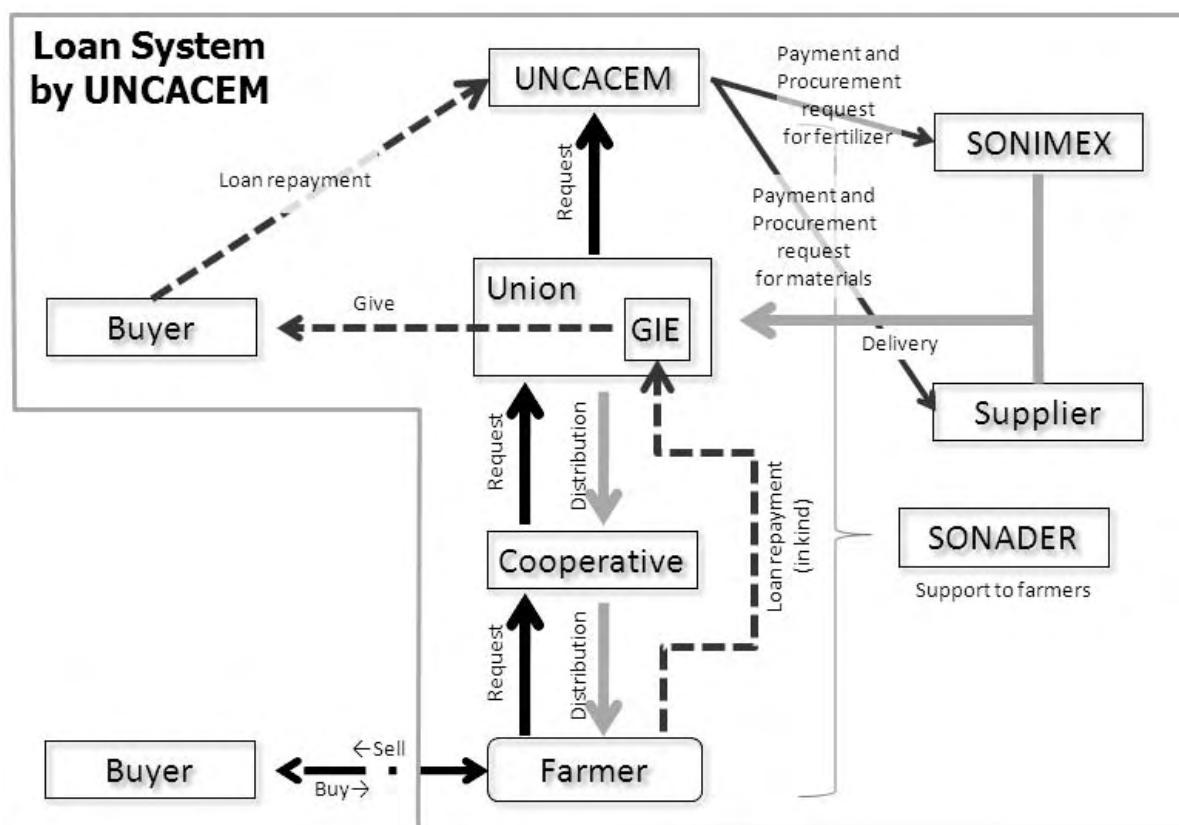 Loan System
by UNCACEM
UNCACEM
Payment and
Procurement
request
for fertilizer
SONIMEX
Loan repayment
Request
Payment and
Procurement
request
for materials
Union
GIE
Give
Buyer
Delivery
Supplier
Request
Distribution
Loan repayment
(in kind)
Cooperative
SONADER
Support to farmers
Request
Distribution
Buyer
←Sell
Buy→
Farmer